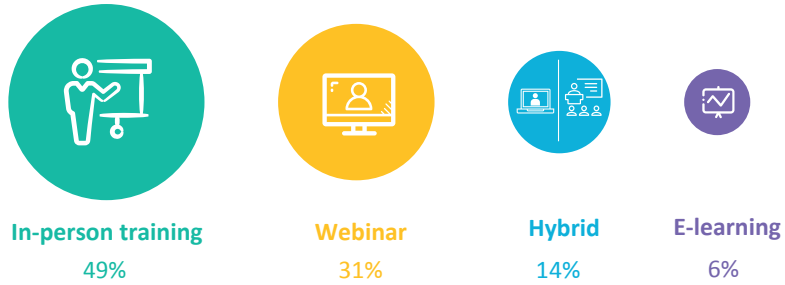 In-person training
49%
Webinar
31%
Hybrid
14%
E-learning
6%